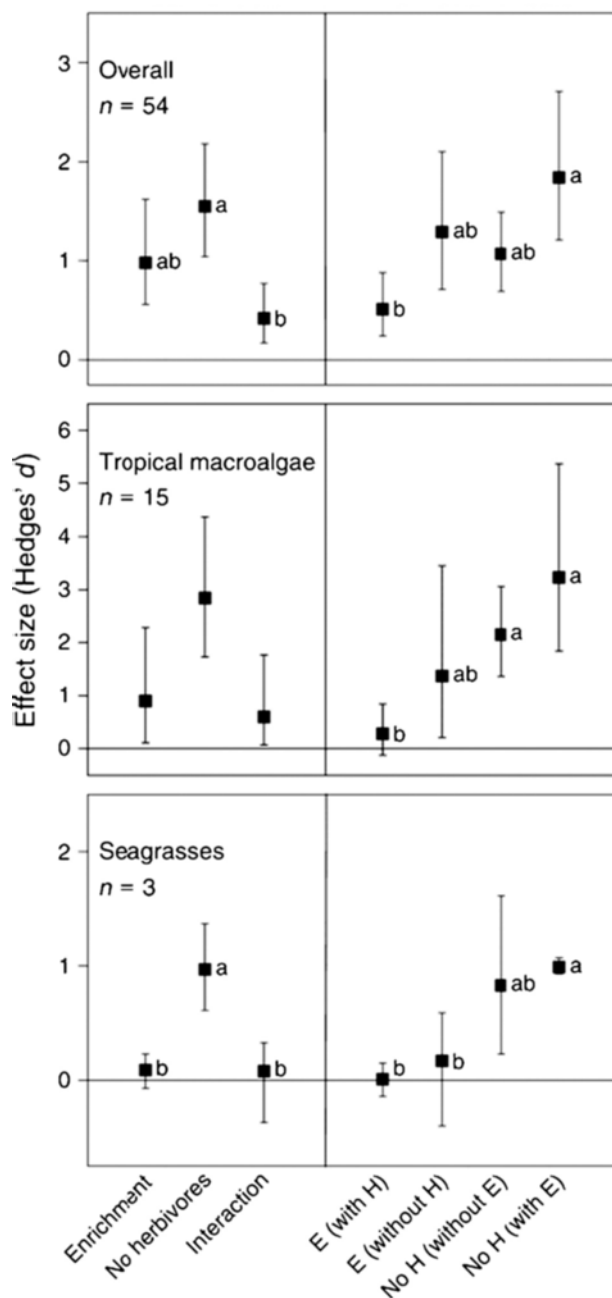 Effect size (Hedges' d)
3
2
1
0
Overall
n = 54
ab
a
b
b
ab
ab
a
6
5
4
3
2
1
0
Tropical macroalgae
n = 15
b
ab
a
a
2
1
0
Seagrasses
n = 3
b
a
b
b
b
ab
a
Enrichment
No herbivores
Interaction
E (with H)
E (without H)
No H (without E)
No H (with E)